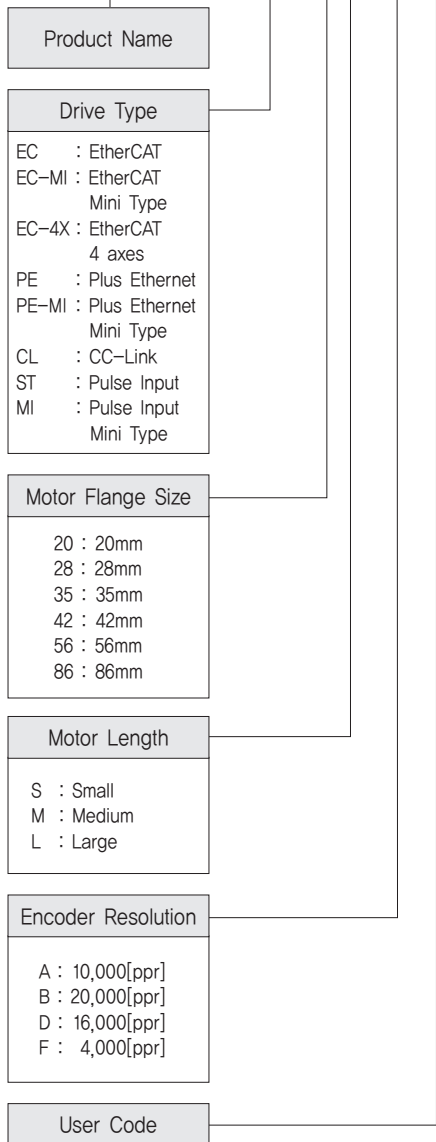 Product Name
Drive Type
EC : EtherCAT
EC-MI : EtherCAT
Mini Type
EC-4X : EtherCAT
4 axes
PE : Plus Ethernet
PE-MI : Plus Ethernet
Mini Type
CL : CC-Link
ST : Pulse Input
MI : Pulse Input
Mini Type
Motor Flange Size
20 : 20mm
28 : 28mm
35 : 35mm
42 : 42mm
56 : 56mm
86 : 86mm
Motor Length
S : Small
M : Medium
L : Large
Encoder Resolution
A : 10,000[ppr]
B : 20,000[ppr]
D : 16,000[ppr]
F : 4,000[ppr]
User Code